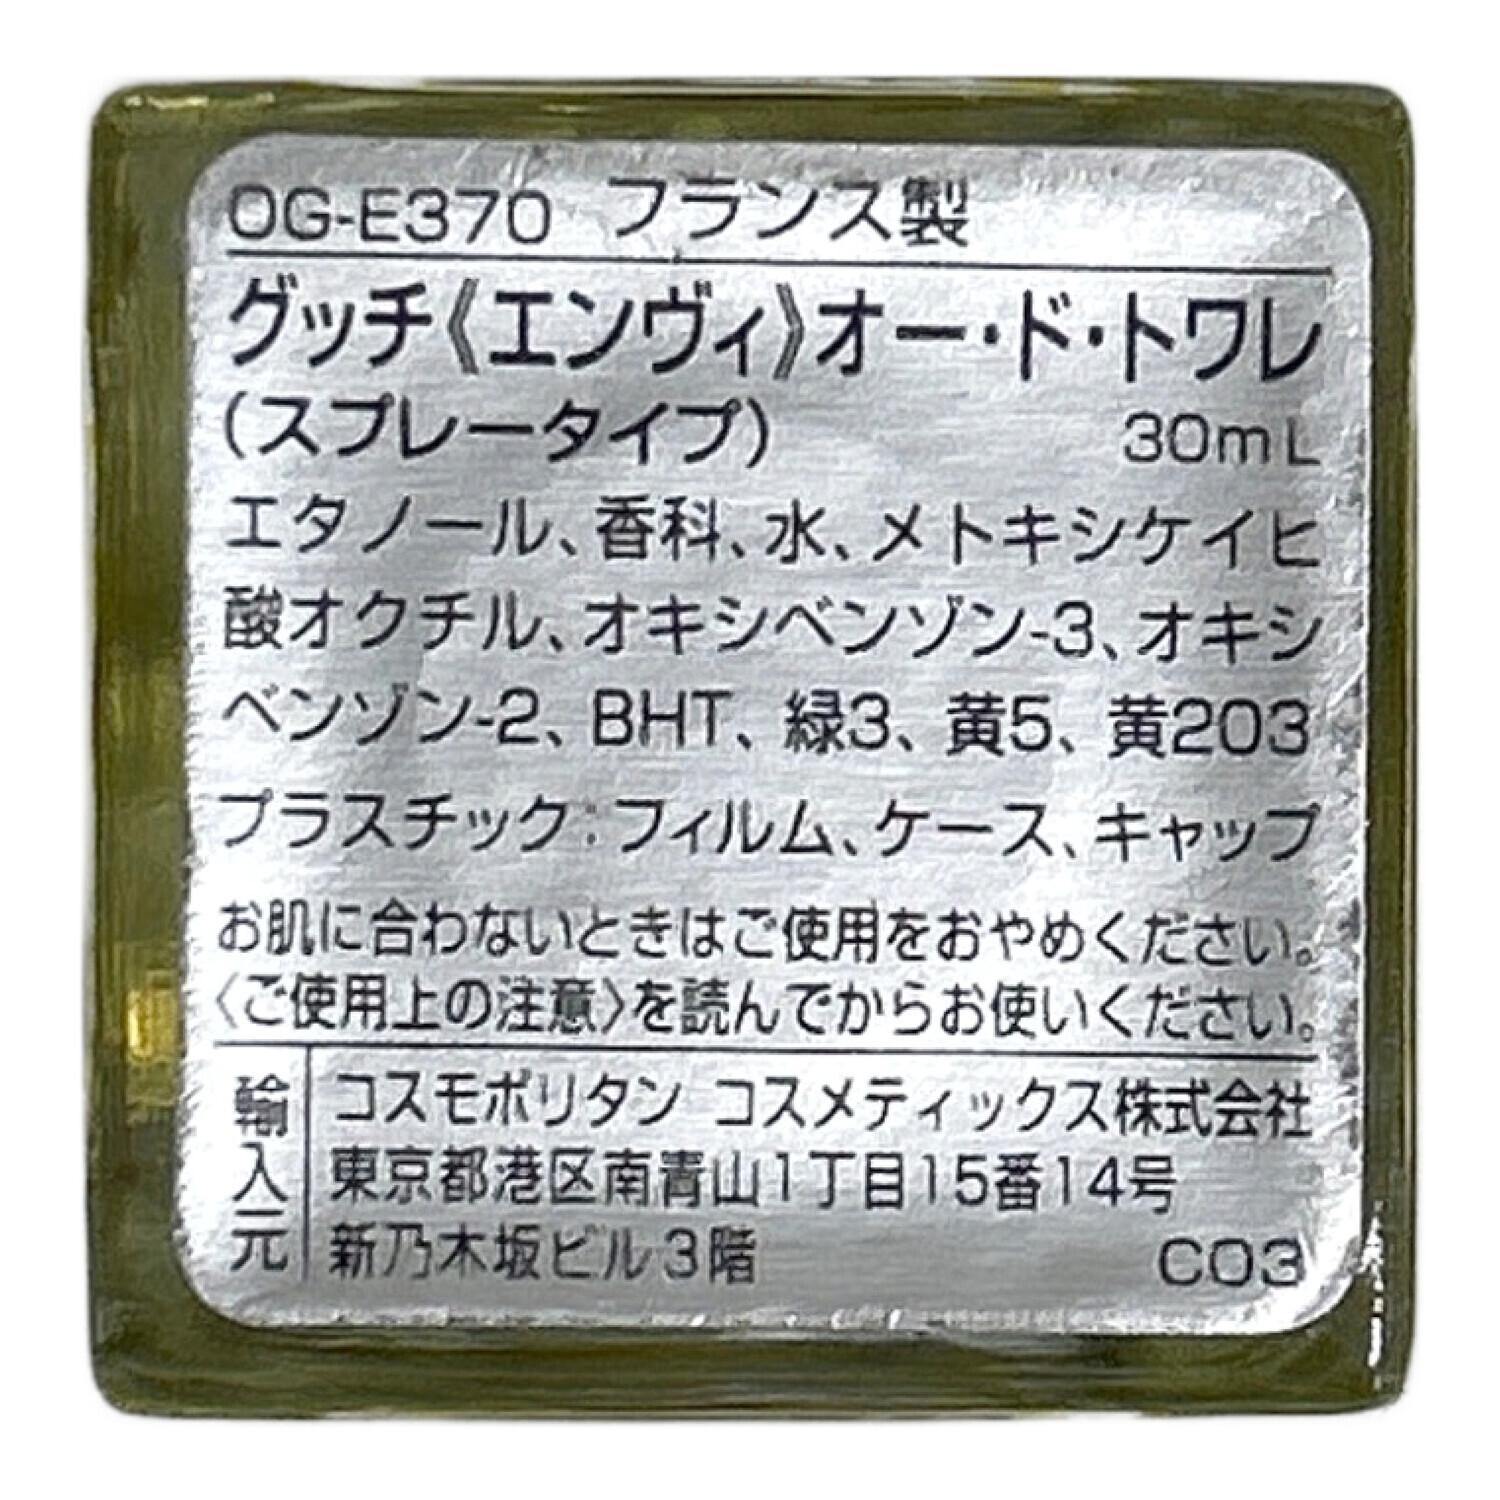 OG-E370 フランス製
グッチ《エンヴィ》オー・ド・トワレ
(スプレータイプ) 30mL
エタノール、香料、水、メトキシケイヒ
酸オクチル、オキシベンゾン-3、オキシ
ベンゾン-2、BHT、緑3、黄5、黄203
プラスチック:フィルム、ケース、キャップ
お肌に合わないときはご使用をおやめください。
〈ご使用上の注意〉を読んでからお使いください。
輸入元
コスモポリタン コスメティックス株式会社
東京都港区南青山1丁目15番14号
新乃木坂ビル3階 C03